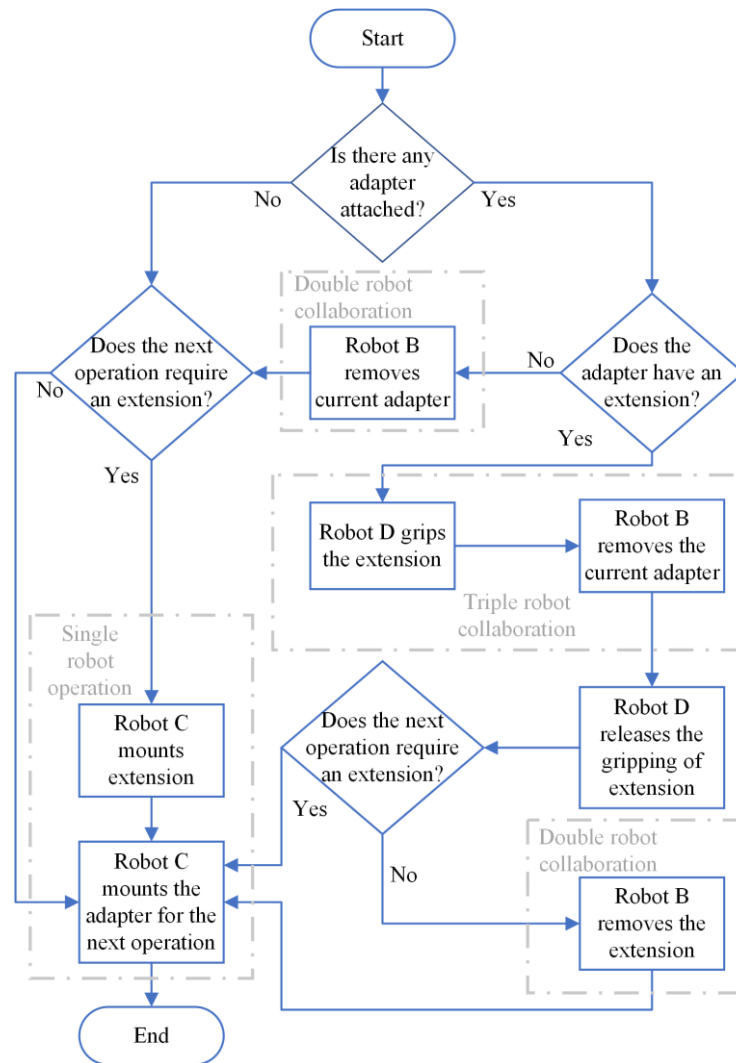 Start
Is there any
adapter
attached?
No
Yes
Double robot
collaboration
Does the next
operation require
an extension?
No
Yes
Robot B
removes
current adapter
No
Does the
adapter have an
extension?
Yes
Robot D grips
the extension
Robot B
removes the
current adapter
Triple robot
collaboration
Single
robot
operation
Robot C
mounts
extension
Does the next
operation require
an extension?
Yes
No
Robot D
releases the
gripping of
extension
Double robot
collaboration
Robot B
removes the
extension
Robot C
mounts the
adapter for the
next operation
End